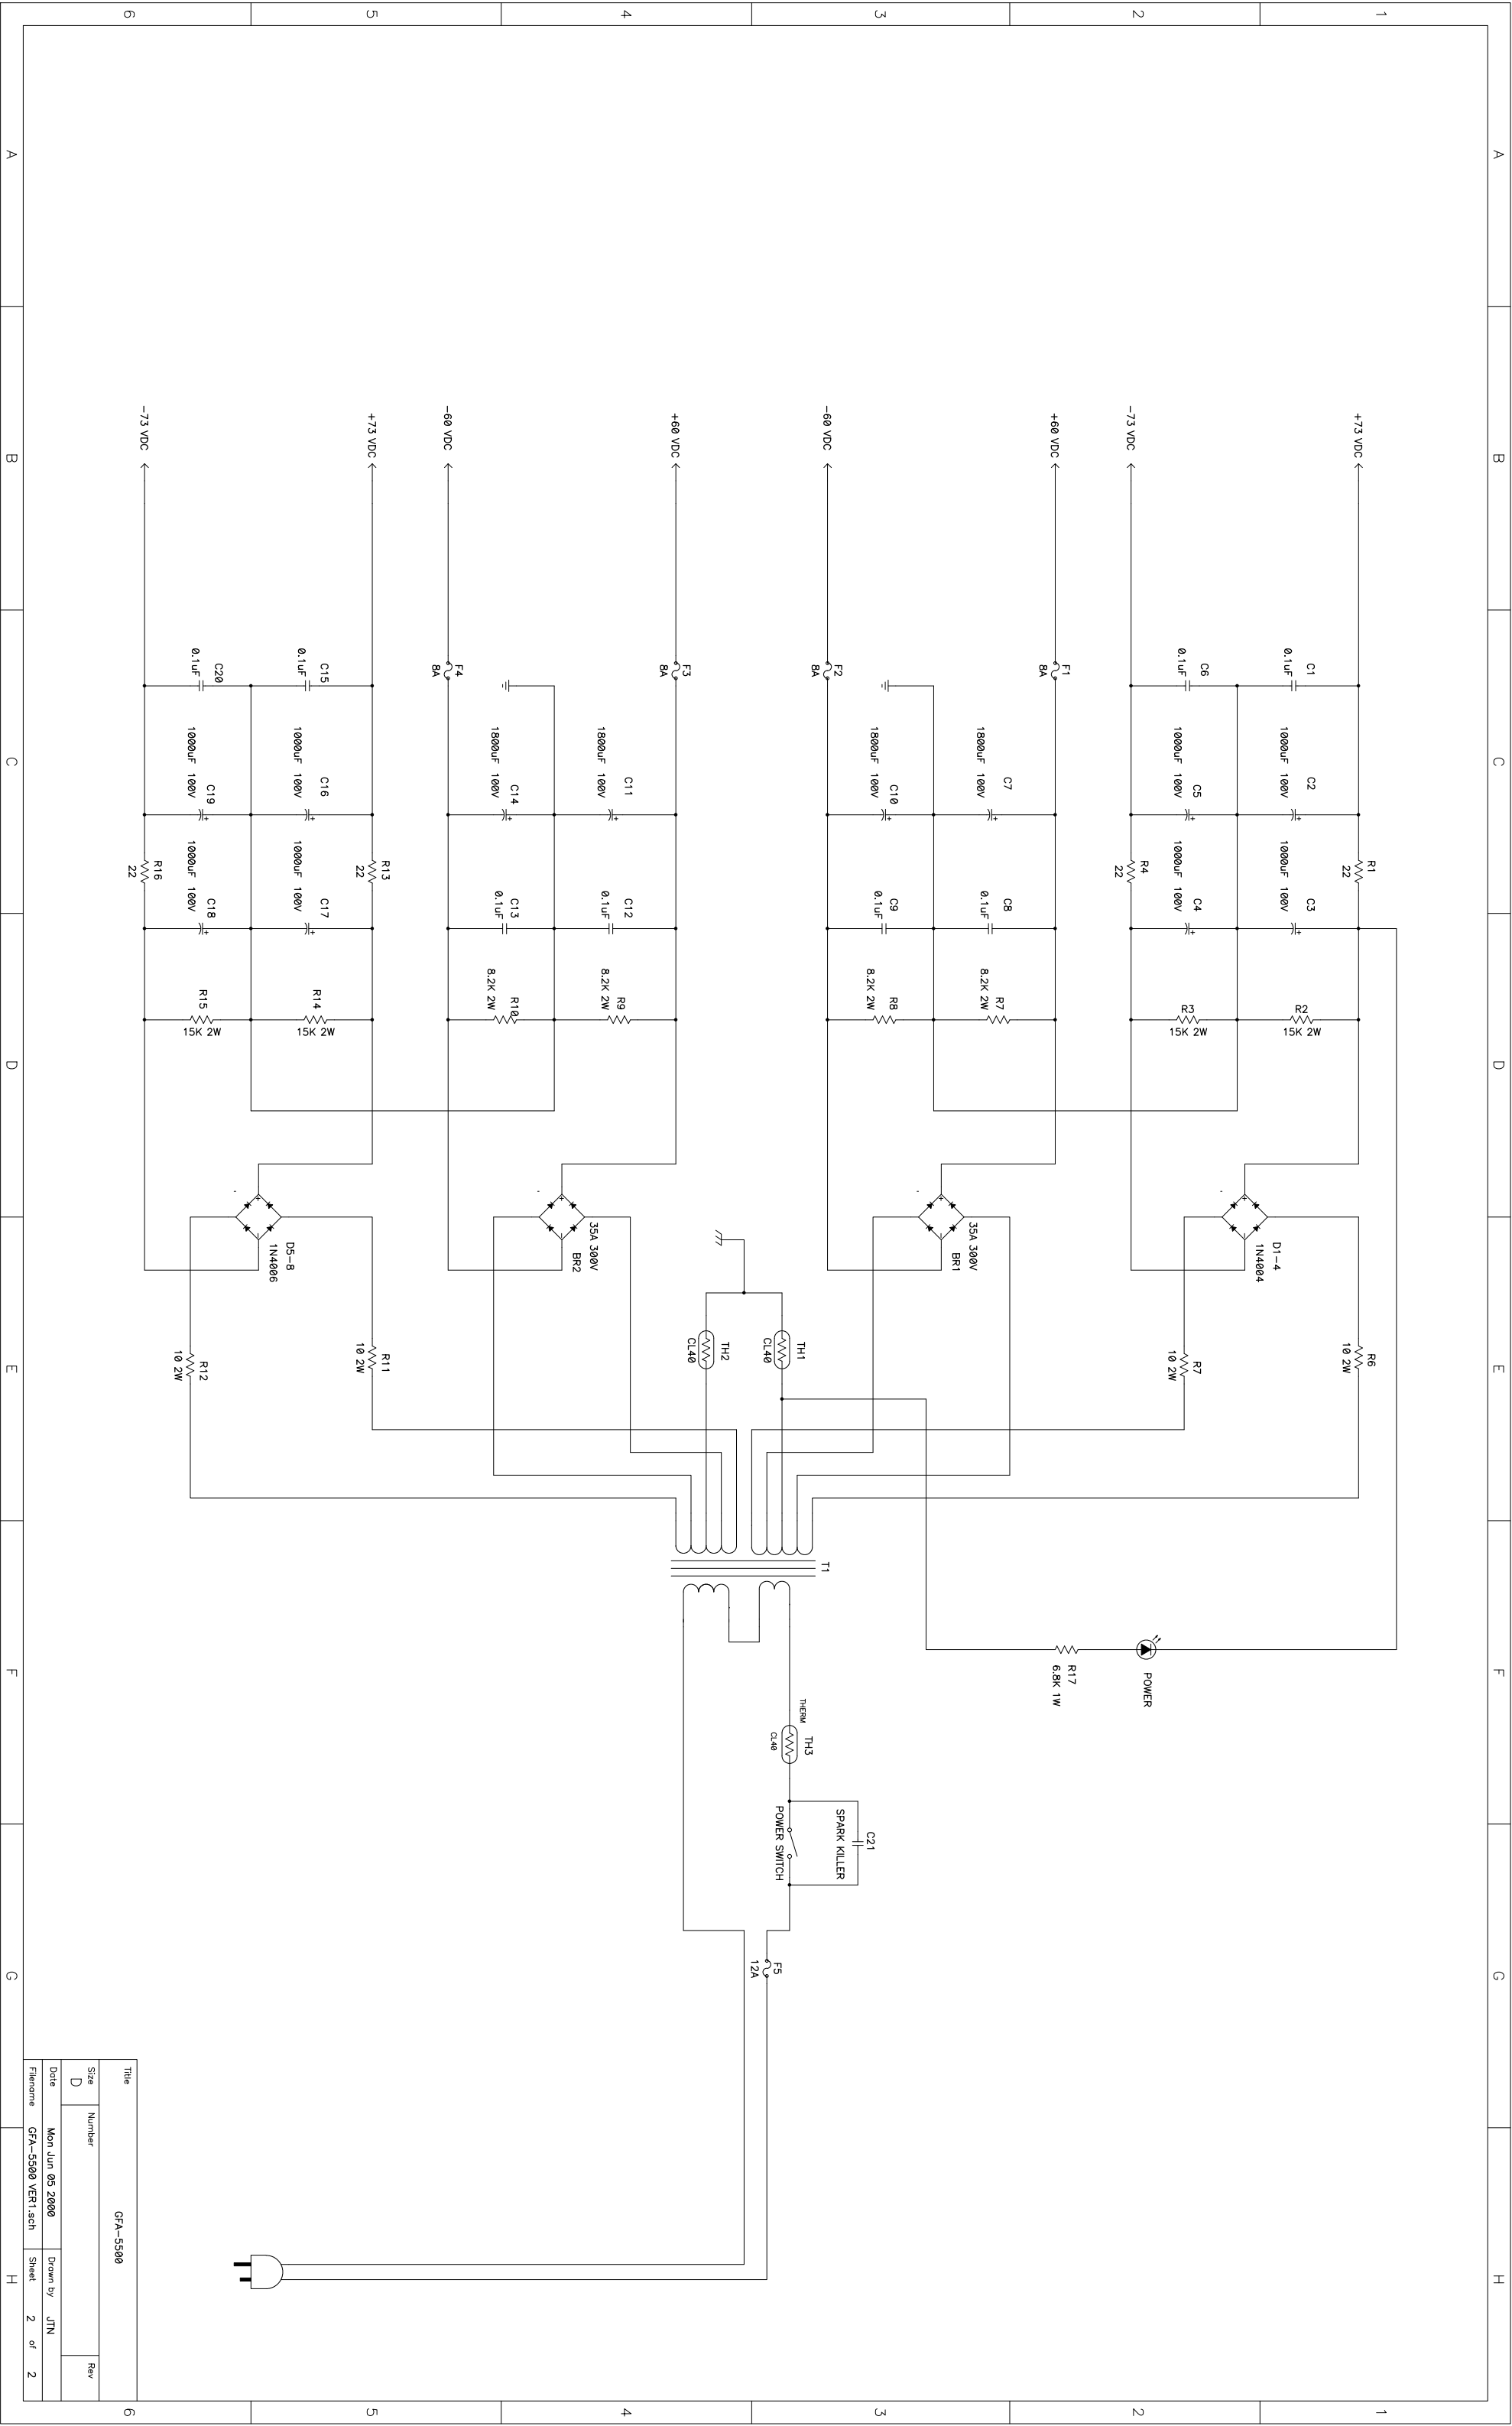 1
2
3
4
5
6
A
B
C
D
E
F
G
H
+73 VDC
C1
0.1uF
C2
1000uF 100V
R1
22
C3
1000uF 100V
R2
15K 2W
D1-4
1N4004
R6
10 2W
POWER
R17
6.8K 1W
-73 VDC
C6
0.1uF
C5
1000uF 100V
R4
22
C4
1000uF 100V
R3
15K 2W
R7
10 2W
+60 VDC
F1
8A
C7
1800uF 100V
C8
0.1uF
R7
8.2K 2W
35A 300V
BR1
-60 VDC
F2
8A
C10
1800uF 100V
C9
0.1uF
R8
8.2K 2W
TH1
CL40
TH2
CL40
T1
THERM
TH3
CL40
C21
SPARK KILLER
POWER SWITCH
F5
12A
+60 VDC
F3
8A
C11
1800uF 100V
C12
0.1uF
R9
8.2K 2W
35A 300V
BR2
-60 VDC
F4
8A
C14
1800uF 100V
C13
0.1uF
R10
8.2K 2W
+73 VDC
C15
0.1uF
C16
1000uF 100V
R13
22
C17
1000uF 100V
R14
15K 2W
D5-8
1N4006
R11
10 2W
-73 VDC
C20
0.1uF
C19
1000uF 100V
R16
22
C18
1000uF 100V
R15
15K 2W
R12
10 2W
Title
GFA-5500
Size
D
Number
Rev
Date Mon Jun 05 2000
Drawn by JTN
Filename GFA-5500 VER1.sch
Sheet 2 of 2
A
B
C
D
E
F
G
H
1
2
3
4
5
6